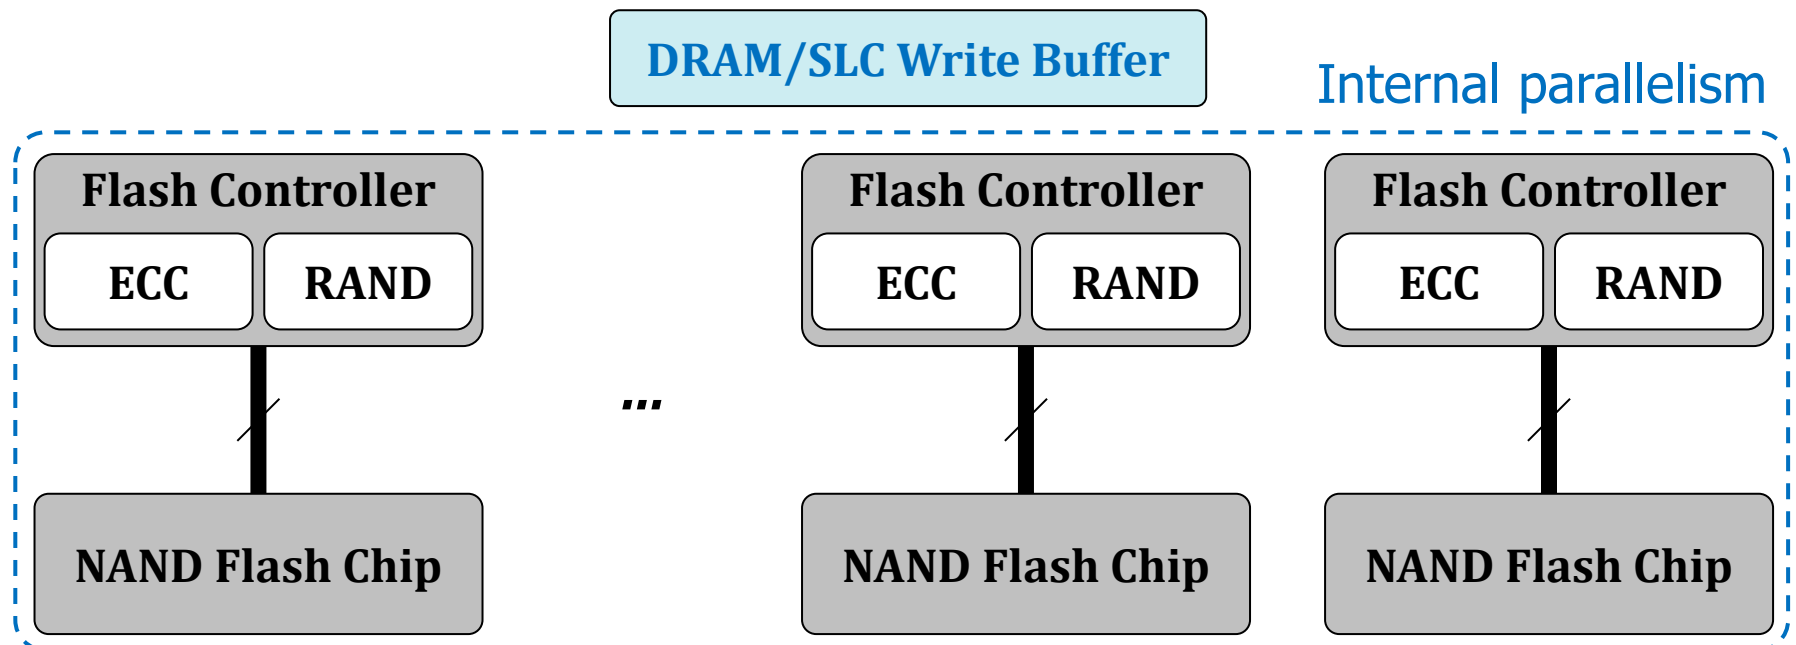 DRAM/SLC Write Buffer
Internal parallelism
Flash Controller
Flash Controller
Flash Controller
ECC
RAND
ECC
RAND
ECC
RAND
...
NAND Flash Chip
NAND Flash Chip
NAND Flash Chip